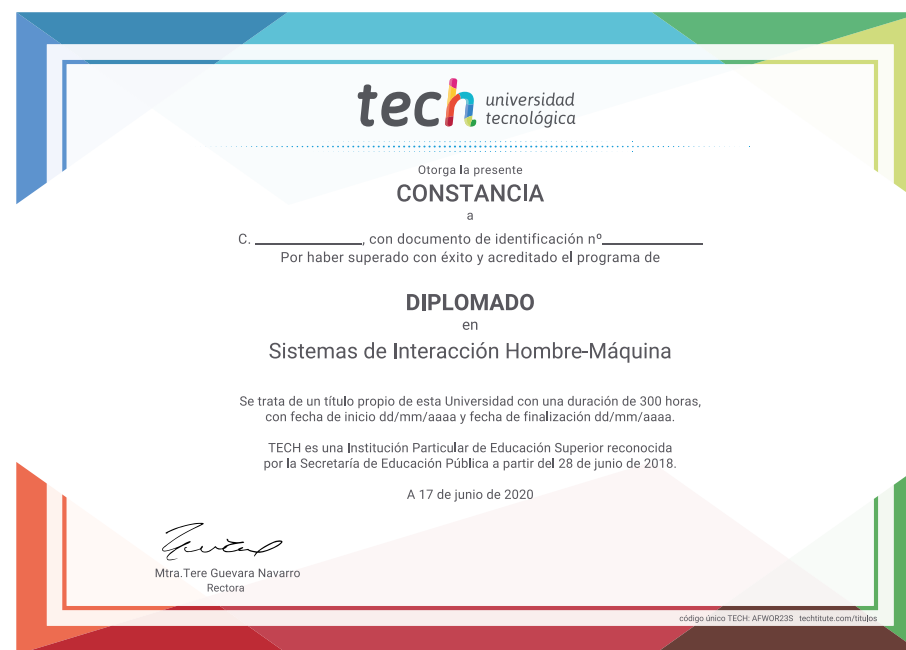 tech universidad
tecnológica
Otorga la presente
CONSTANCIA
a
C. ______________, con documento de identificación nº_____________
Por haber superado con éxito y acreditado el programa de
DIPLOMADO
en
Sistemas de Interacción Hombre-Máquina
Se trata de un título propio de esta Universidad con una duración de 300 horas,
con fecha de inicio dd/mm/aaaa y fecha de finalización dd/mm/aaaa.
TECH es una Institución Particular de Educación Superior reconocida
por la Secretaría de Educación Pública a partir del 28 de junio de 2018.
A 17 de junio de 2020
Mtra.Tere Guevara Navarro
Rectora
código único TECH: AFWOR23S techtitute.com/titulos